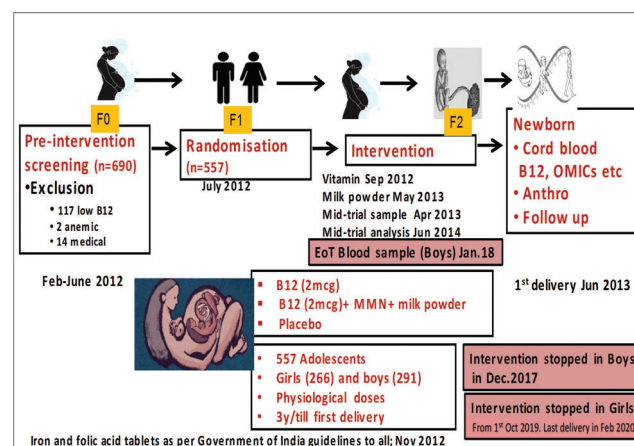 F0
F1
F2
Pre-intervention
screening (n=690)
•Exclusion
• 117 low B12
• 2 anemic
• 14 medical
Randomisation
(n=557)
July 2012
Intervention
Vitamin Sep 2012
Milk powder May 2013
Mid-trial sample Apr 2013
Mid-trial analysis Jun 2014
EoT Blood sample (Boys) Jan.18
Newborn
• Cord blood
B12, OMICs etc
• Anthro
• Follow up
Feb-June 2012
▪ B12 (2mcg)
▪ B12 (2mcg)+ MMN+ milk powder
▪ Placebo
1st delivery Jun 2013
▪ 557 Adolescents
▪ Girls (266) and boys (291)
▪ Physiological doses
▪ 3y/till first delivery
Intervention stopped in Boys
in Dec.2017
Intervention stopped in Girls
From 1st Oct 2019. Last delivery in Feb 2020
Iron and folic acid tablets as per Government of India guidelines to all; Nov 2012